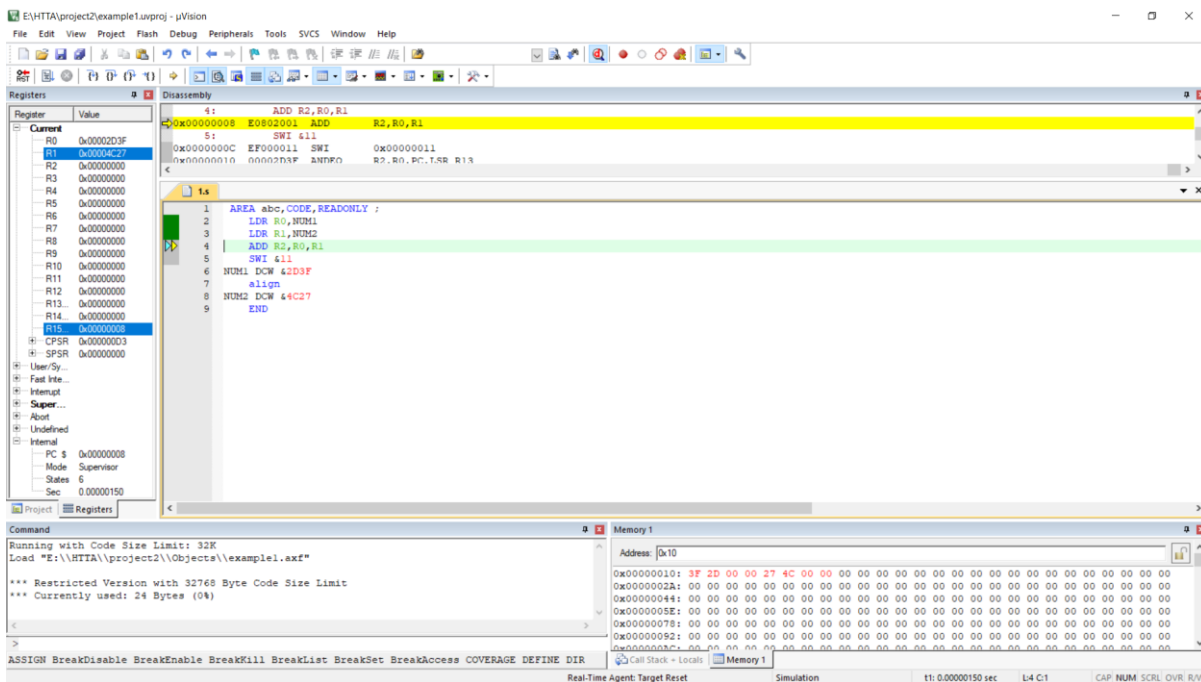 E:\HTTA\project2\example1.uvproj - µVision
File Edit View Project Flash Debug Peripherals Tools SVCS Window Help
RST
Registers
Register Value
Current
R0 0x00002D3F
R1 0x00004C27
R2 0x00000000
R3 0x00000000
R4 0x00000000
R5 0x00000000
R6 0x00000000
R7 0x00000000
R8 0x00000000
R9 0x00000000
R10 0x00000000
R11 0x00000000
R12 0x00000000
R13... 0x00000000
R14... 0x00000000
R15... 0x00000008
CPSR 0x000000D3
SPSR 0x00000000
User/Sy...
Fast Inte...
Interrupt
Super...
Abort
Undefined
Internal
PC $ 0x00000008
Mode Supervisor
States 6
Sec 0.00000150
Project Registers
Disassembly
4: ADD R2,R0,R1
0x00000008 E0802001 ADD R2,R0,R1
5: SWI &11
0x0000000C EF000011 SWI 0x00000011
0x00000010 00002D3F ANDEQ R2,R0,PC,LSR R13
1.s
1 AREA abc,CODE,READONLY ;
2 LDR R0,NUM1
3 LDR R1,NUM2
4 ADD R2,R0,R1
5 SWI &11
6 NUM1 DCW &2D3F
7 align
8 NUM2 DCW &4C27
9 END
Command
Running with Code Size Limit: 32K
Load "E:\\HTTA\\project2\\Objects\\example1.axf"
*** Restricted Version with 32768 Byte Code Size Limit
*** Currently used: 24 Bytes (0%)
>
ASSIGN BreakDisable BreakEnable BreakKill BreakList BreakSet BreakAccess COVERAGE DEFINE DIR
Memory 1
Address: 0x10
0x00000010: 3F 2D 00 00 27 4C 00 00 00 00 00 00 00 00 00 00 00 00 00 00 00 00 00 00 00 00
0x0000002A: 00 00 00 00 00 00 00 00 00 00 00 00 00 00 00 00 00 00 00 00 00 00 00 00 00 00
0x00000044: 00 00 00 00 00 00 00 00 00 00 00 00 00 00 00 00 00 00 00 00 00 00 00 00 00 00
0x0000005E: 00 00 00 00 00 00 00 00 00 00 00 00 00 00 00 00 00 00 00 00 00 00 00 00 00 00
0x00000078: 00 00 00 00 00 00 00 00 00 00 00 00 00 00 00 00 00 00 00 00 00 00 00 00 00 00
0x00000092: 00 00 00 00 00 00 00 00 00 00 00 00 00 00 00 00 00 00 00 00 00 00 00 00 00 00
Call Stack + Locals Memory 1
Real-Time Agent: Target Reset Simulation t1: 0.00000150 sec L:4 C:1 CAP NUM SCRL OVR R/